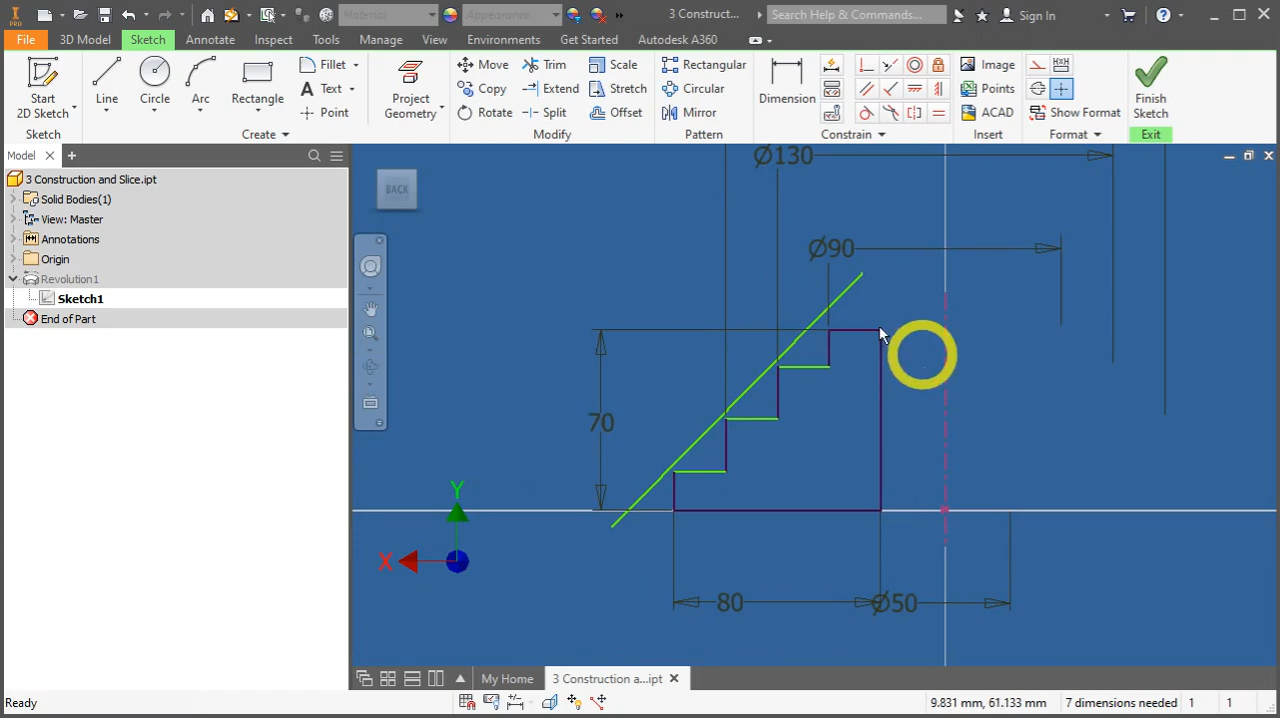 PRO
Material
Appearance
3 Construct...
Search Help & Commands...
Sign In
File
3D Model
Sketch
Annotate
Inspect
Tools
Manage
View
Environments
Get Started
Autodesk A360
Start
2D Sketch
Line
Circle
Arc
Rectangle
Fillet
Text
Point
Project
Geometry
Move
Copy
Rotate
Trim
Extend
Split
Scale
Stretch
Offset
Rectangular
Circular
Mirror
Dimension
Image
Points
ACAD
Show Format
Finish
Sketch
Sketch
Create
Modify
Pattern
Constrain
Insert
Format
Exit
Model
3 Construction and Slice.ipt
Solid Bodies(1)
View: Master
Annotations
Origin
Revolution1
Sketch1
End of Part
BACK
Ø130
Ø90
70
Y
X
80
Ø50
My Home
3 Construction a...ipt
Ready
9.831 mm, 61.133 mm
7 dimensions needed
1
1